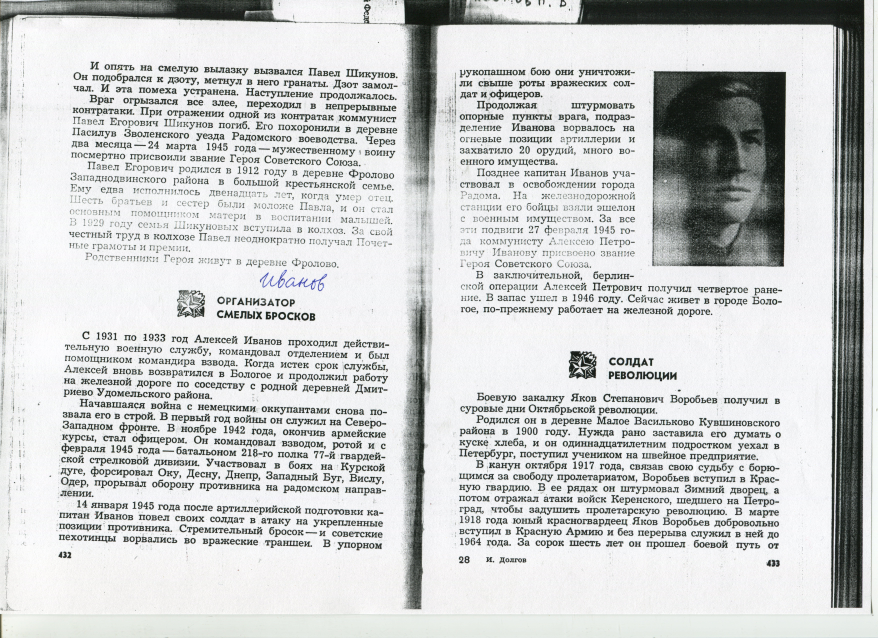 И опять на смелую вылазку вызвался Павел Шикунов.
Он подобрался к дзоту, метнул в него гранаты. Дзот замол-
чал. И эта помеха устранена. Наступление продолжалось.
Враг огрызался все злее, переходил в непрерывные
контратаки. При отражении одной из контратак коммунист
Павел Егорович Шикунов погиб. Его похоронили в деревне
Пасилув Зволенского уезда Радомского воеводства. Через
два месяца — 24 марта 1945 года — мужественному воину
посмертно присвоили звание Героя Советского Союза.
Павел Егорович родился в 1912 году в деревне Фролово
Западнодвинского района в большой крестьянской семье.
Ему едва исполнилось двенадцать лет, когда умер отец.
Шесть братьев и сестер были моложе Павла, и он стал
основным помощником матери в воспитании малышей.
В 1929 году семья Шикуновых вступила в колхоз. За свой
честный труд в колхозе Павел неоднократно получал Почет-
ные грамоты и премии.
Родственники Героя живут в деревне Фролово.
Иванов
ОРГАНИЗАТОР
СМЕЛЫХ БРОСКОВ
С 1931 по 1933 год Алексей Иванов проходил действи-
тельную военную службу, командовал отделением и был
помощником командира взвода. Когда истек срок службы,
Алексей вновь возвратился в Бологое и продолжил работу
на железной дороге по соседству с родной деревней Дмит-
риево Удомельского района.
Начавшаяся война с немецкими оккупантами снова по-
звала его в строй. В первый год войны он служил на Северо-
Западном фронте. В ноябре 1942 года, окончив армейские
курсы, стал офицером. Он командовал взводом, ротой и с
февраля 1945 года — батальоном 218-го полка 77-й гвардей-
ской стрелковой дивизии. Участвовал в боях на Курской
дуге, форсировал Оку, Десну, Днепр, Западный Буг, Вислу,
Одер, прорывал оборону противника на радомском направ-
лении.
14 января 1945 года после артиллерийской подготовки ка-
питан Иванов повел своих солдат в атаку на укрепленные
позиции противника. Стремительный бросок — и советские
пехотинцы ворвались во вражеские траншеи. В упорном
432
рукопашном бою они уничтожи-
ли свыше роты вражеских сол-
дат и офицеров.
Продолжая штурмовать
опорные пункты врага, подраз-
деление Иванова ворвалось на
огневые позиции артиллерии и
захватило 20 орудий, много во-
енного имущества.
Позднее капитан Иванов уча-
ствовал в освобождении города
Радома. На железнодорожной
станции его бойцы взяли эшелон
с военным имуществом. За все
эти подвиги 27 февраля 1945 го-
да коммунисту Алексею Петро-
вичу Иванову присвоено звание
Героя Советского Союза.
В заключительной, берлин-
ской операции Алексей Петрович получил четвертое ране-
ние. В запас ушел в 1946 году. Сейчас живет в городе Боло-
гое, по-прежнему работает на железной дороге.
СОЛДАТ
РЕВОЛЮЦИИ
Боевую закалку Яков Степанович Воробьев получил в
суровые дни Октябрьской революции.
Родился он в деревне Малое Васильково Кувшиновского
района в 1900 году. Нужда рано заставила его думать о
куске хлеба, и он одиннадцатилетним подростком уехал в
Петербург, поступил учеником на швейное предприятие.
В канун октября 1917 года, связав свою судьбу с борю-
щимся за свободу пролетариатом, Воробьев вступил в Крас-
ную гвардию. В ее рядах он штурмовал Зимний дворец, а
потом отражал атаки войск Керенского, шедшего на Петро-
град, чтобы задушить пролетарскую революцию. В марте
1918 года юный красногвардеец Яков Воробьев добровольно
вступил в Красную Армию и без перерыва служил в ней до
1964 года. За сорок шесть лет он прошел боевой путь от
28 И. Долгов
433